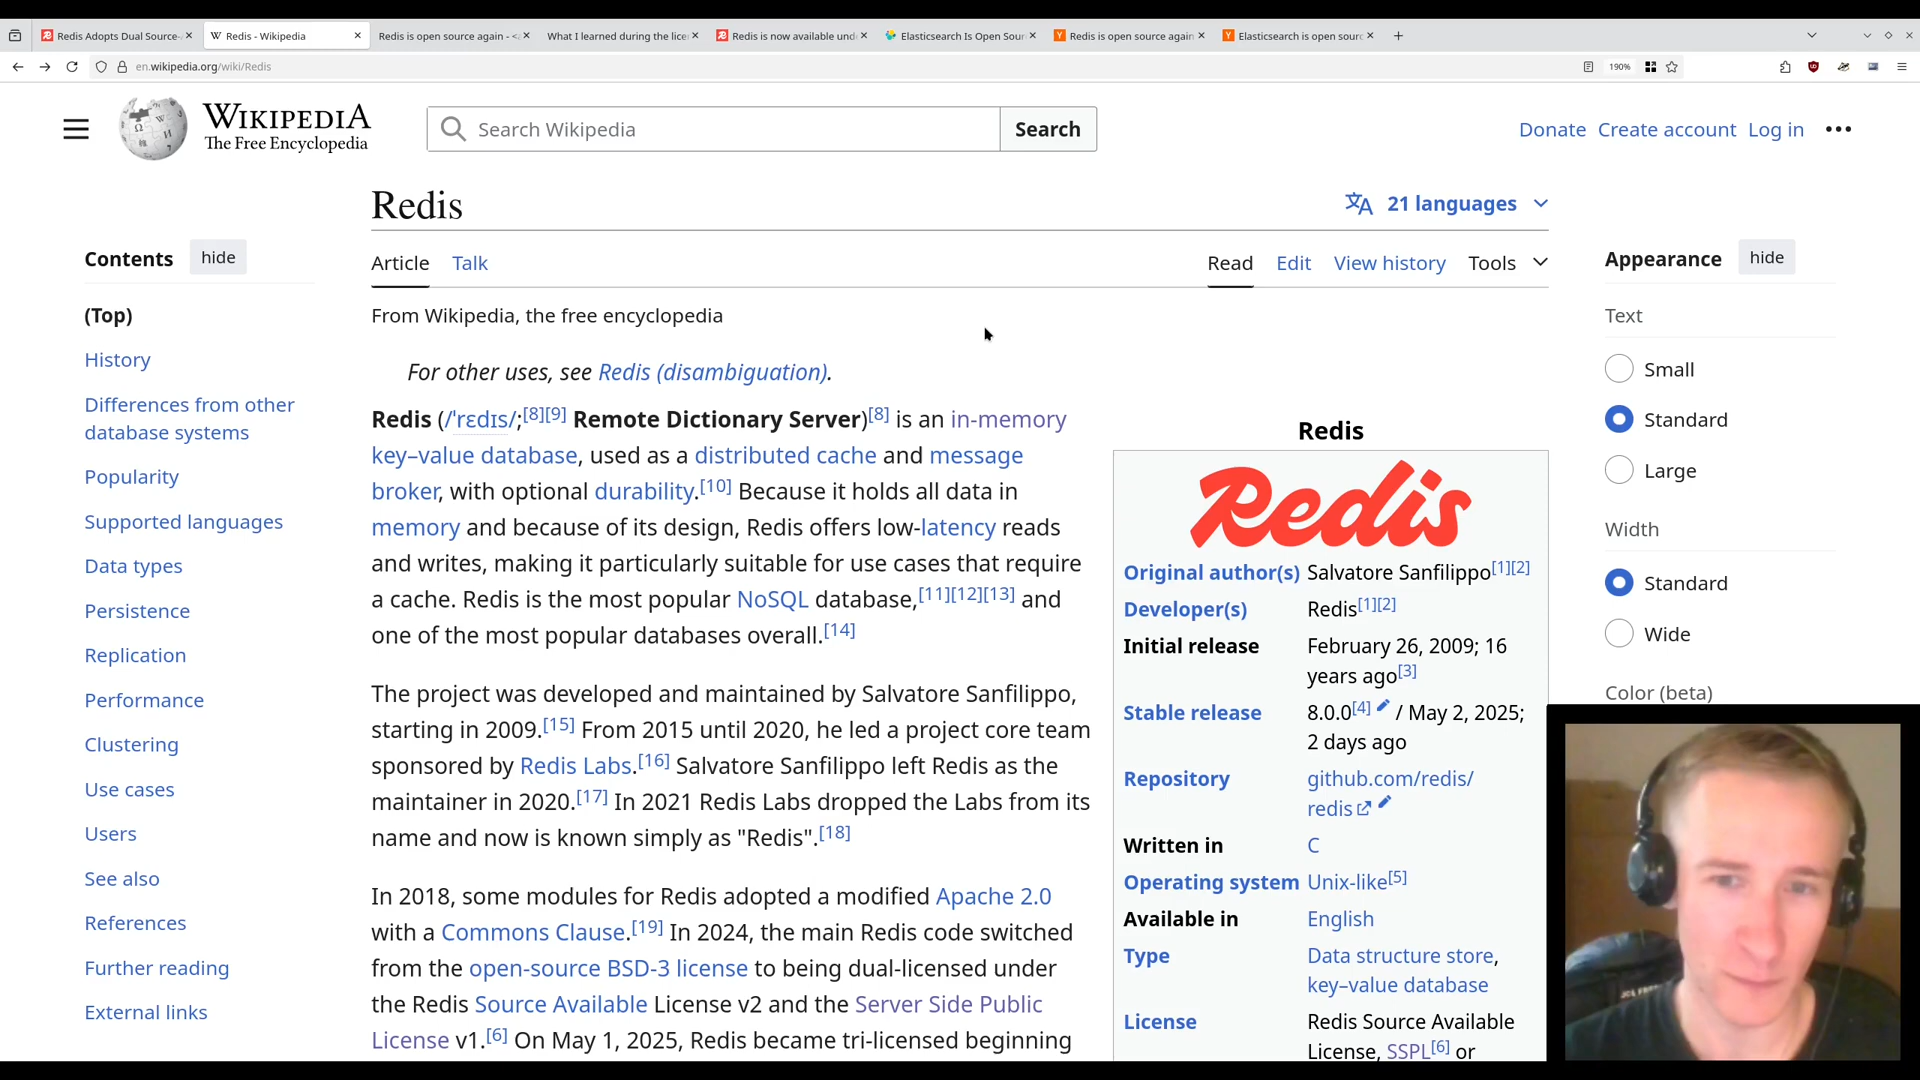 Redis Adopts Dual Source-
Redis - Wikipedia
Redis is open source again - <
What I learned during the lice
Redis is now available und
Elasticsearch Is Open Sour
Redis is open source again
Elasticsearch is open sourc
en.wikipedia.org/wiki/Redis
190%
WIKIPEDIA
The Free Encyclopedia
Search Wikipedia
Search
Donate Create account Log in
Redis
21 languages
Contents hide
Article Talk
Read Edit View history Tools
Appearance hide
From Wikipedia, the free encyclopedia
(Top)
History
Differences from other
database systems
Popularity
Supported languages
Data types
Persistence
Replication
Performance
Clustering
Use cases
Users
See also
References
Further reading
External links
For other uses, see Redis (disambiguation).
Redis (/ˈrɛdɪs/;[8][9] Remote Dictionary Server)[8] is an in-memory
key–value database, used as a distributed cache and message
broker, with optional durability.[10] Because it holds all data in
memory and because of its design, Redis offers low-latency reads
and writes, making it particularly suitable for use cases that require
a cache. Redis is the most popular NoSQL database,[11][12][13] and
one of the most popular databases overall.[14]
The project was developed and maintained by Salvatore Sanfilippo,
starting in 2009.[15] From 2015 until 2020, he led a project core team
sponsored by Redis Labs.[16] Salvatore Sanfilippo left Redis as the
maintainer in 2020.[17] In 2021 Redis Labs dropped the Labs from its
name and now is known simply as "Redis".[18]
In 2018, some modules for Redis adopted a modified Apache 2.0
with a Commons Clause.[19] In 2024, the main Redis code switched
from the open-source BSD-3 license to being dual-licensed under
the Redis Source Available License v2 and the Server Side Public
License v1.[6] On May 1, 2025, Redis became tri-licensed beginning
Redis
Redis
Original author(s) Salvatore Sanfilippo[1][2]
Developer(s) Redis[1][2]
Initial release February 26, 2009; 16
years ago[3]
Stable release 8.0.0[4] / May 2, 2025;
2 days ago
Repository github.com/redis/
redis
Written in C
Operating system Unix-like[5]
Available in English
Type Data structure store,
key–value database
License Redis Source Available
License, SSPL[6] or
Text
Small
Standard
Large
Width
Standard
Wide
Color (beta)